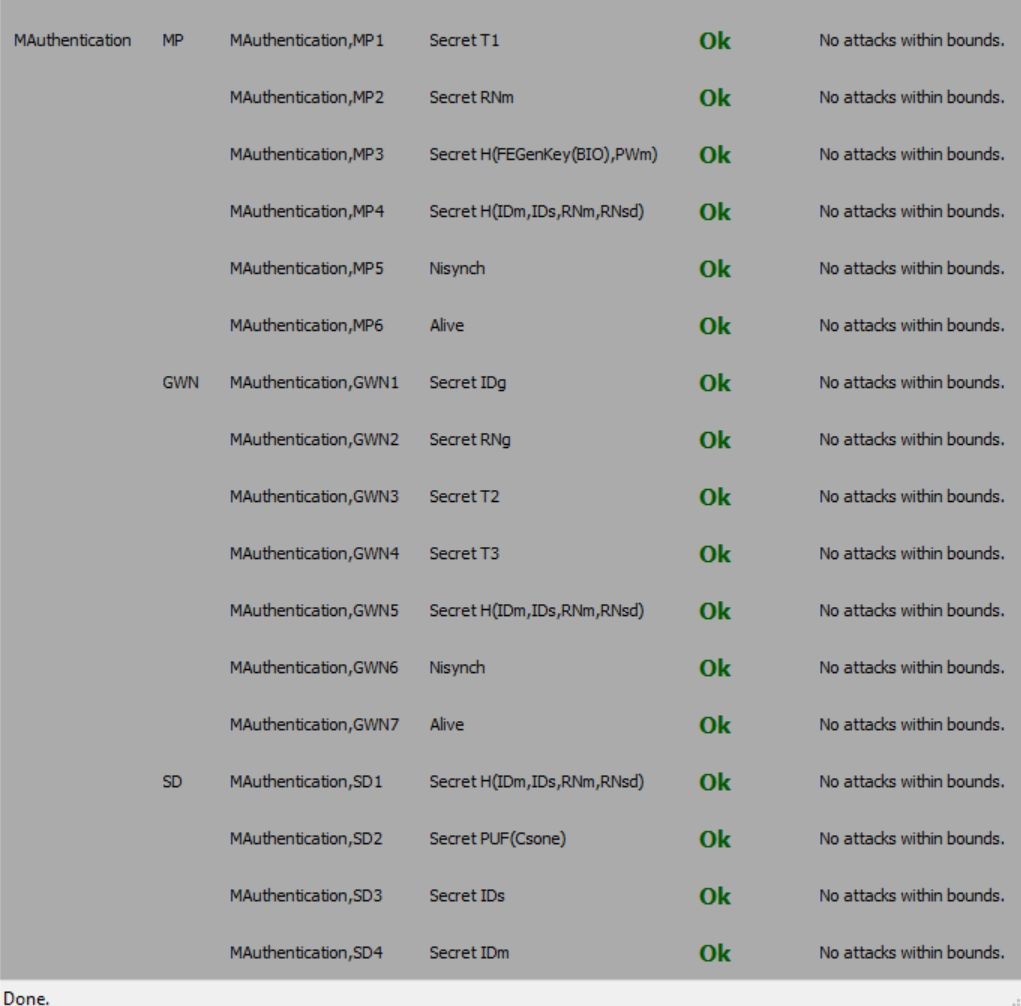 MAuthentication MP MAuthentication,MP1 Secret T1 Ok No attacks within bounds.
MAuthentication,MP2 Secret RNm Ok No attacks within bounds.
MAuthentication,MP3 Secret H(FEGenKey(BIO),PWm) Ok No attacks within bounds.
MAuthentication,MP4 Secret H(IDm,IDs,RNm,RNsd) Ok No attacks within bounds.
MAuthentication,MP5 Nisynch Ok No attacks within bounds.
MAuthentication,MP6 Alive Ok No attacks within bounds.
GWN MAuthentication,GWN1 Secret IDg Ok No attacks within bounds.
MAuthentication,GWN2 Secret RNg Ok No attacks within bounds.
MAuthentication,GWN3 Secret T2 Ok No attacks within bounds.
MAuthentication,GWN4 Secret T3 Ok No attacks within bounds.
MAuthentication,GWN5 Secret H(IDm,IDs,RNm,RNsd) Ok No attacks within bounds.
MAuthentication,GWN6 Nisynch Ok No attacks within bounds.
MAuthentication,GWN7 Alive Ok No attacks within bounds.
SD MAuthentication,SD1 Secret H(IDm,IDs,RNm,RNsd) Ok No attacks within bounds.
MAuthentication,SD2 Secret PUF(Csone) Ok No attacks within bounds.
MAuthentication,SD3 Secret IDs Ok No attacks within bounds.
MAuthentication,SD4 Secret IDm Ok No attacks within bounds.
Done.